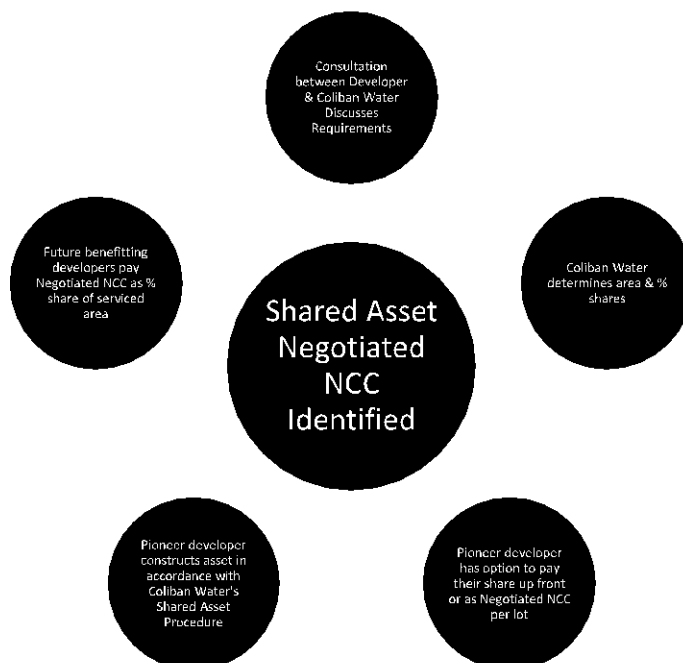 Consultation
between Developer
& Coliban Water
Discusses
Requirements
Coliban Water
determines area & %
shares
Pioneer developer
has option to pay
their share up front
or as Negotiated NCC
per lot
Pioneer developer
constructs asset in
accordance with
Coliban Water's
Shared Asset
Procedure
Future benefitting
developers pay
Negotiated NCC as %
share of serviced
area
Shared Asset
Negotiated
NCC
Identified